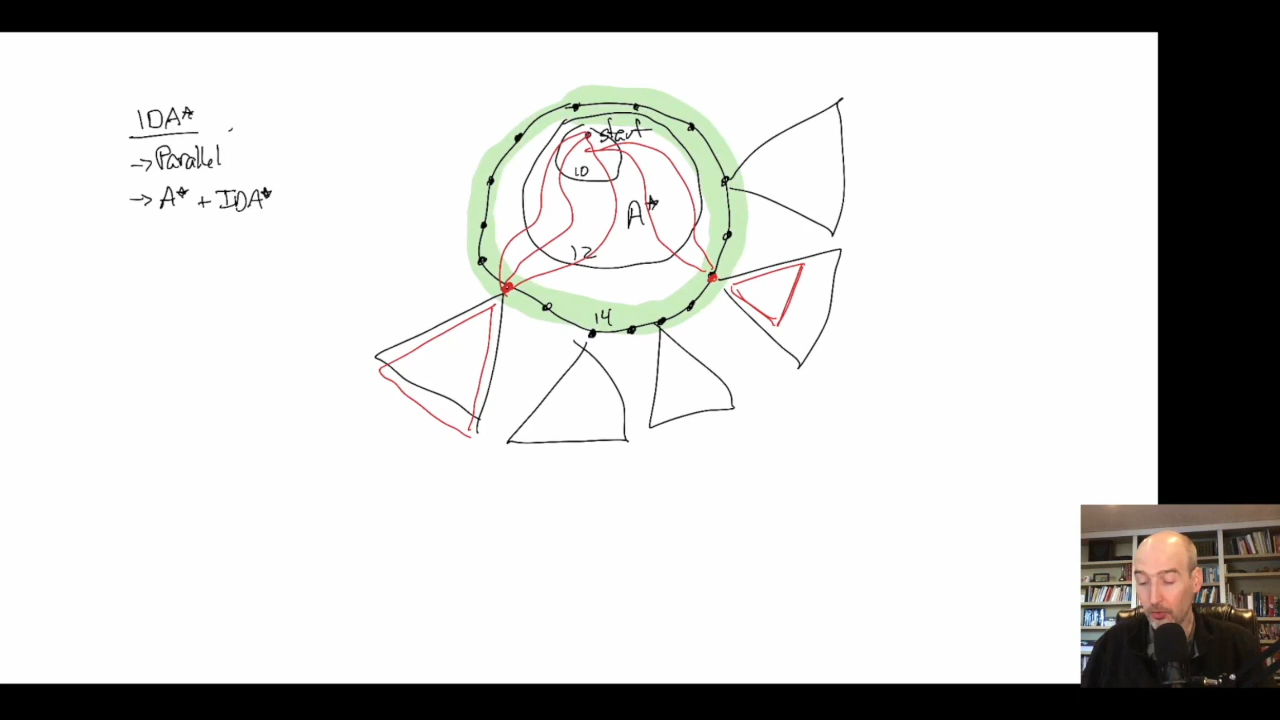 IDA*
→ Parallel
→ A* + IDA*
start
10
A*
12
14